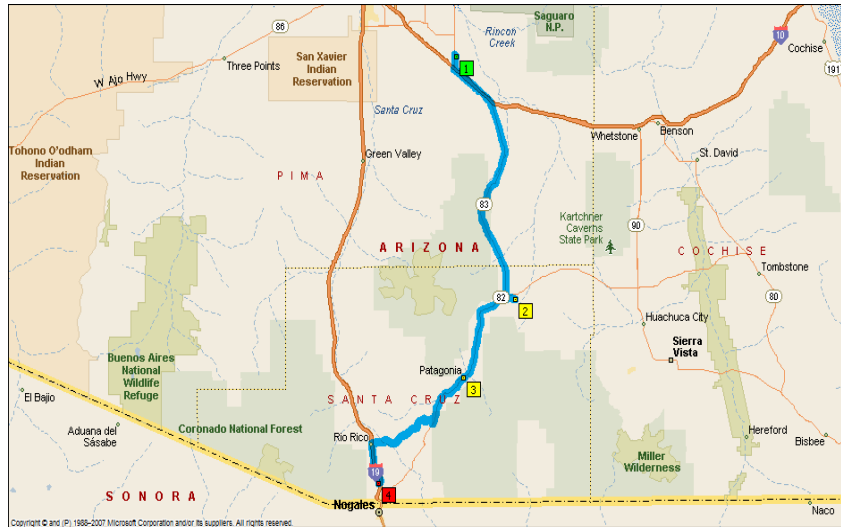 Saguaro
N.P.
Rincon
Creek
10
Cochise
86
San Xavier
Indian
Reservation
1
191
Three Points
W Ajo Hwy
Santa Cruz
Whetstone
Benson
Tohono O'odham
Indian
Reservation
Green Valley
St. David
PIMA
83
Kartchner
Caverns
State Park
90
ARIZONA
COCHISE
Tombstone
82
2
80
Huachuca City
Sierra
Vista
Buenos Aires
National
Wildlife
Refuge
Patagonia
3
SANTA CRUZ
El Bajio
Aduana del
Sásabe
Coronado National Forest
Rio Rico
Hereford
Bisbee
Miller
Wilderness
19
SONORA
4
Nogales
Naco
Copyright © and (P) 1988–2007 Microsoft Corporation and/or its suppliers. All rights reserved.